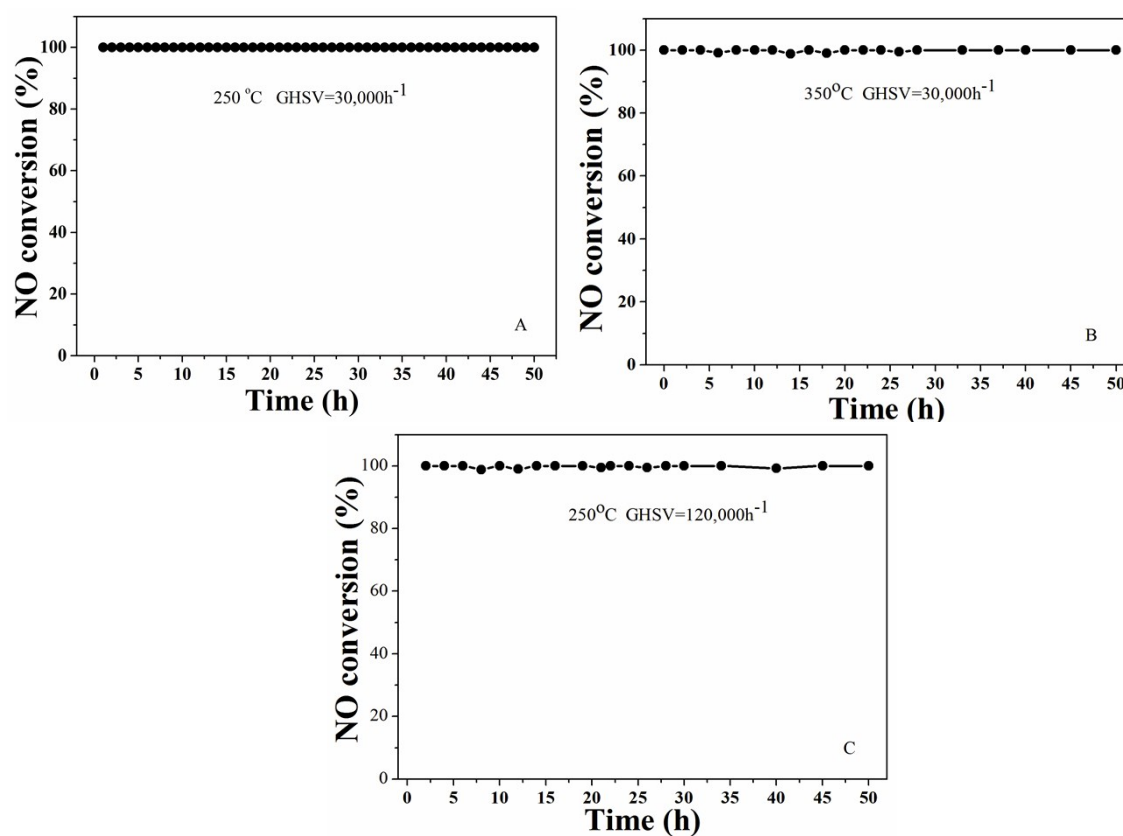 NO conversion (%)
100
80
60
40
20
0
250 °C GHSV=30,000h⁻¹
A
0 5 10 15 20 25 30 35 40 45 50
Time (h)
NO conversion (%)
100
80
60
40
20
0
350°C GHSV=30,000h⁻¹
B
0 5 10 15 20 25 30 35 40 45 50
Time (h)
NO conversion (%)
100
80
60
40
20
0
250°C GHSV=120,000h⁻¹
C
0 5 10 15 20 25 30 35 40 45 50
Time (h)